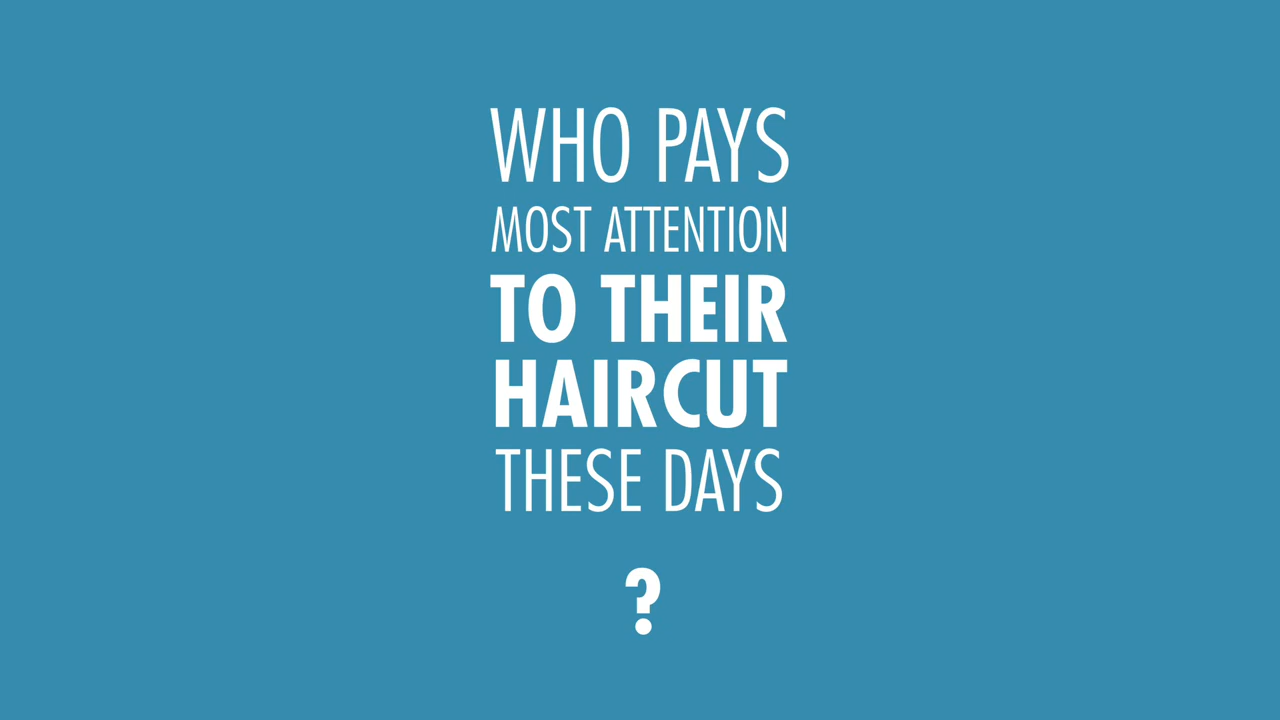 WHO PAYS
MOST ATTENTION
TO THEIR
HAIRCUT
THESE DAYS
?